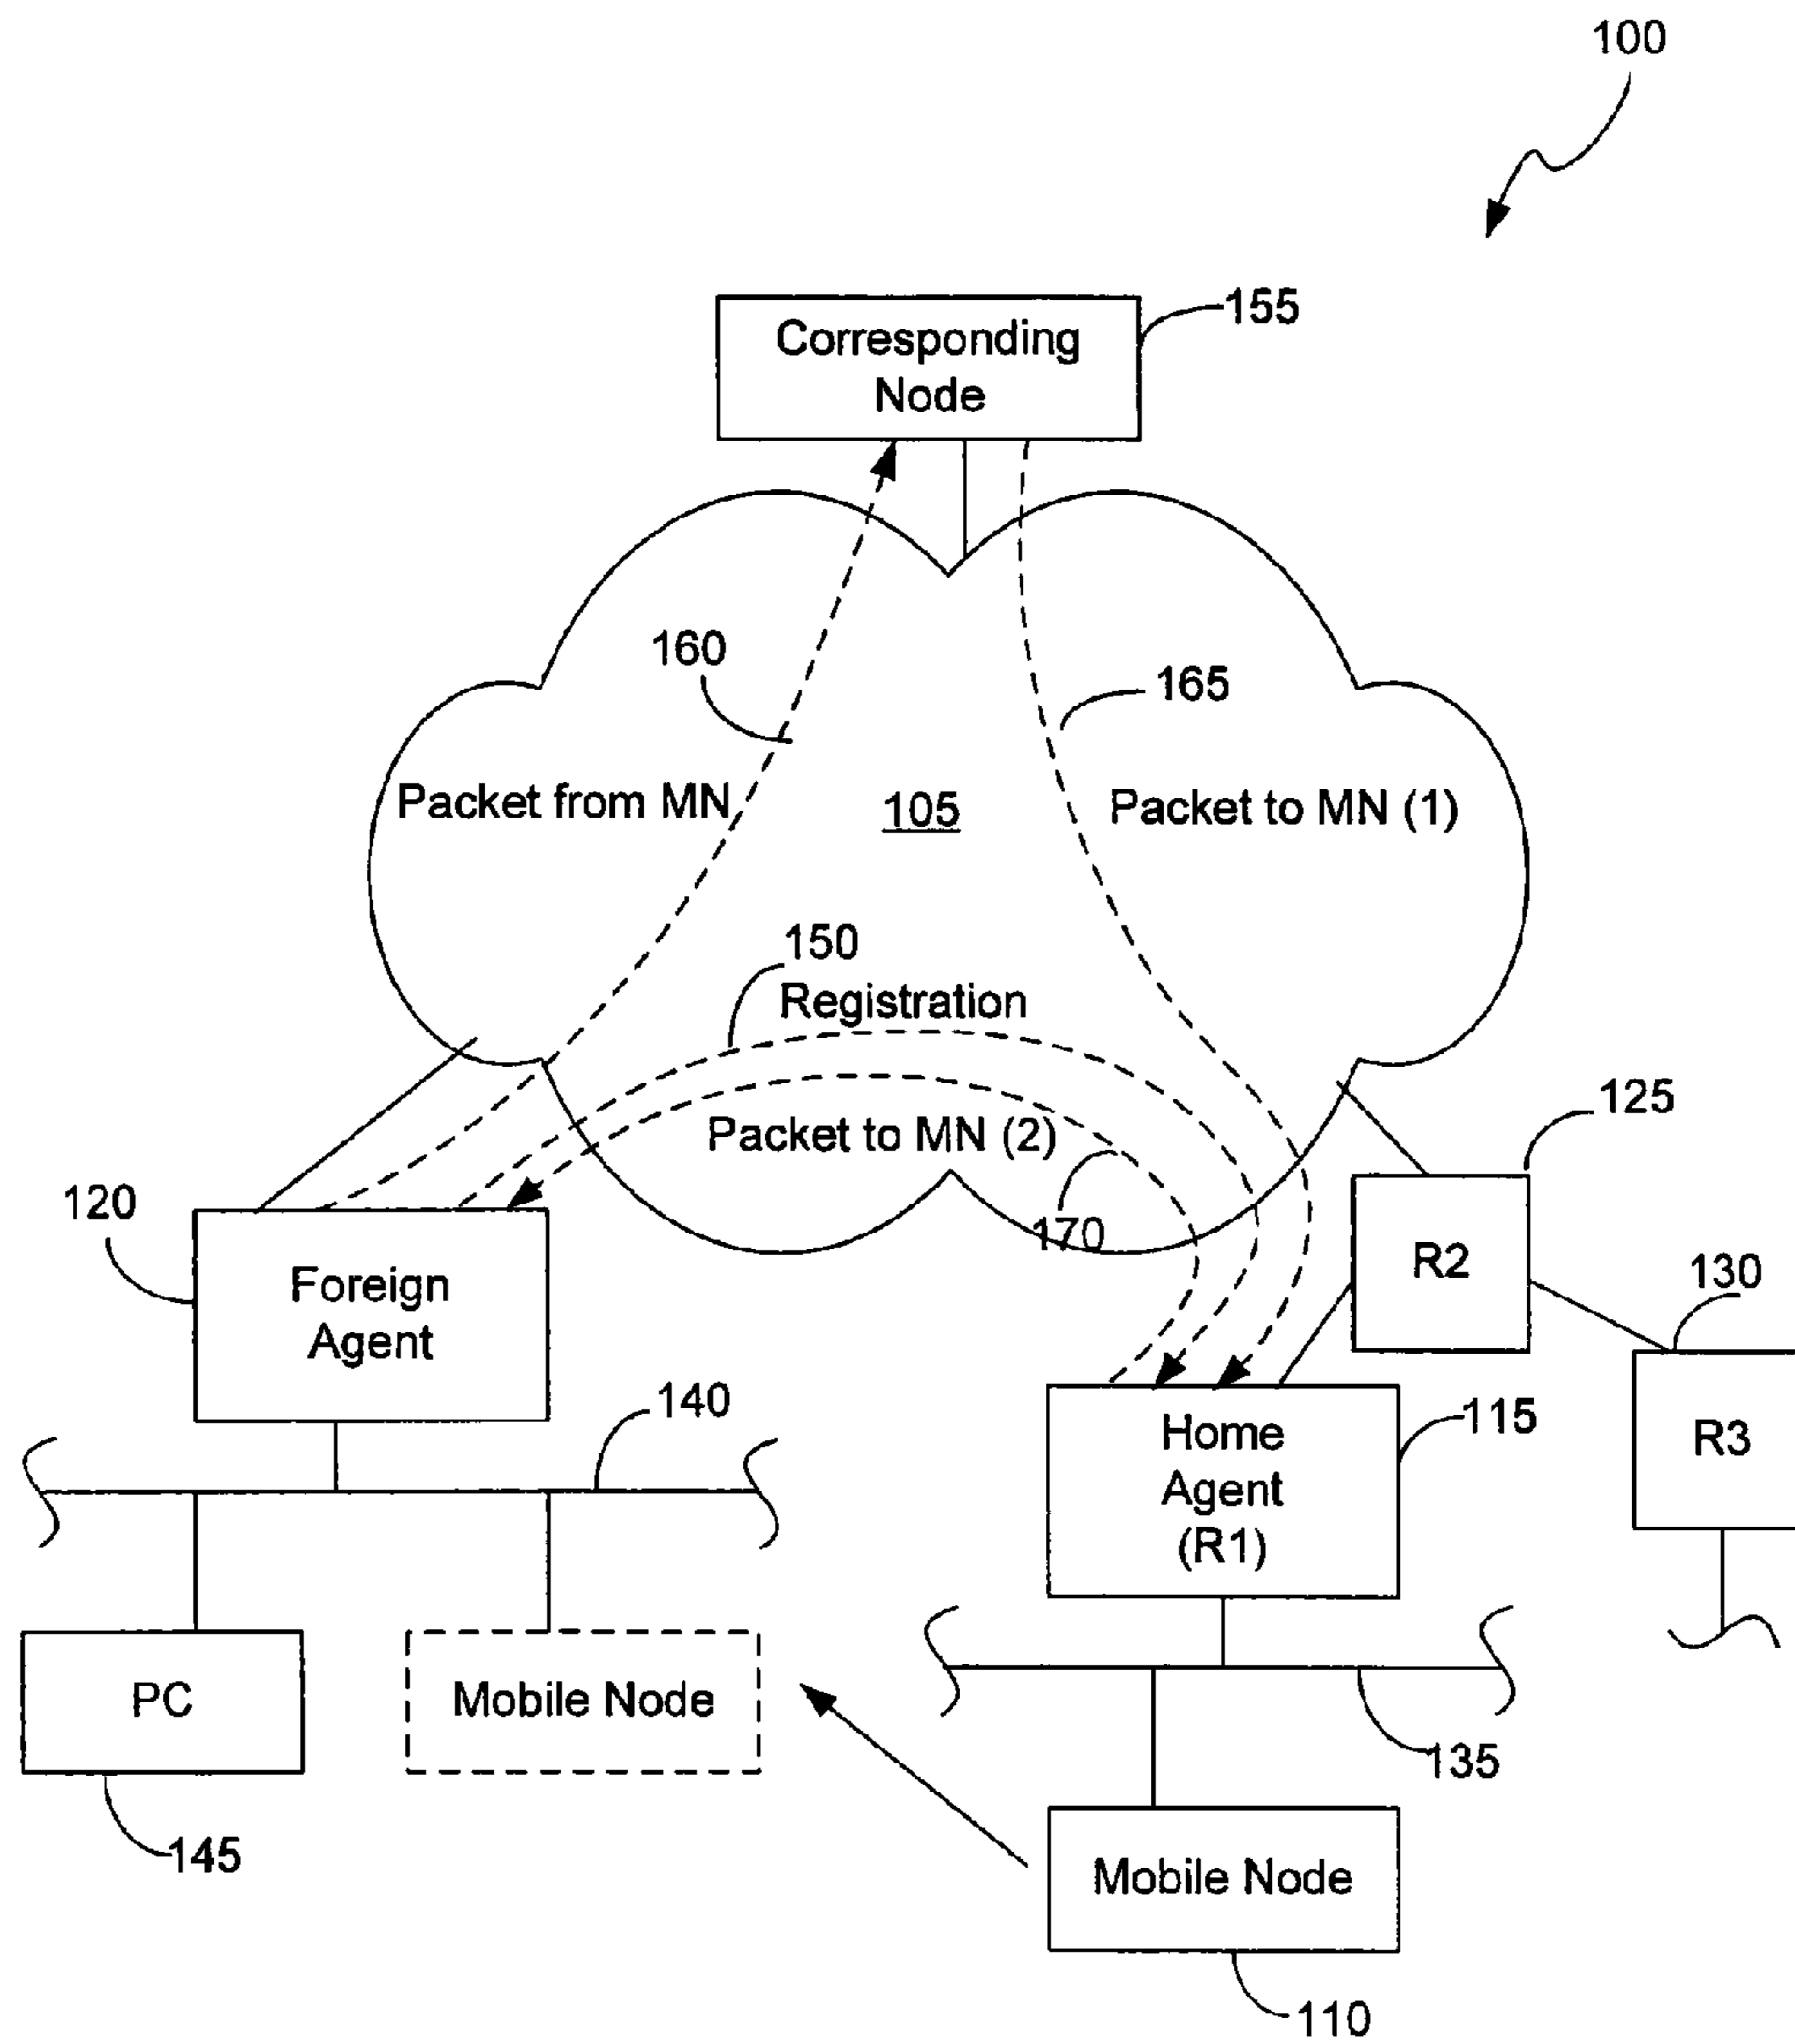 100
155
Corresponding
Node
160
165
Packet from MN
105
Packet to MN (1)
150
Registration
Packet to MN (2)
125
120
170
R2
130
Foreign
Agent
140
115
Home
Agent
(R1)
R3
PC
Mobile Node
135
145
Mobile Node
110